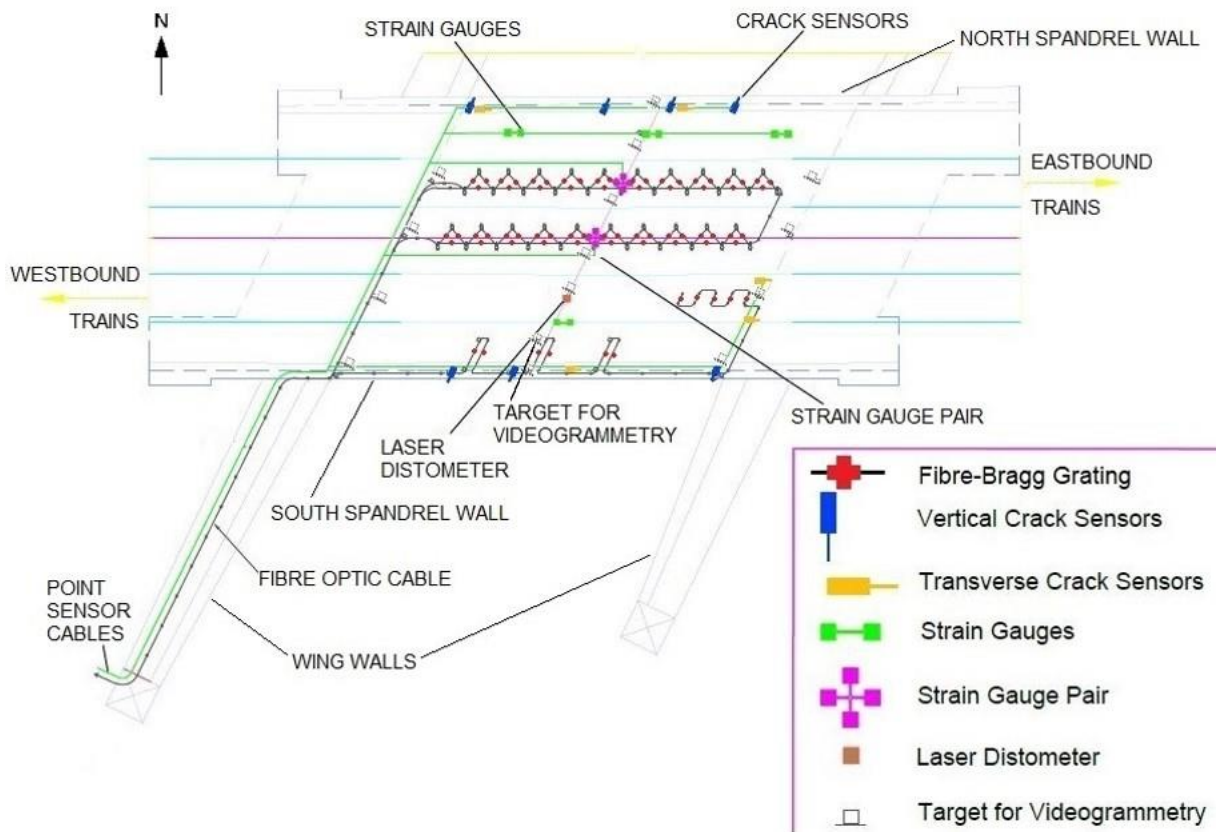 N
STRAIN GAUGES
CRACK SENSORS
NORTH SPANDREL WALL
EASTBOUND
TRAINS
WESTBOUND
TRAINS
STRAIN GAUGE PAIR
TARGET FOR
VIDEOGRAMMETRY
LASER
DISTOMETER
SOUTH SPANDREL WALL
FIBRE OPTIC CABLE
POINT
SENSOR
CABLES
WING WALLS
Fibre-Bragg Grating
Vertical Crack Sensors
Transverse Crack Sensors
Strain Gauges
Strain Gauge Pair
Laser Distometer
Target for Videogrammetry